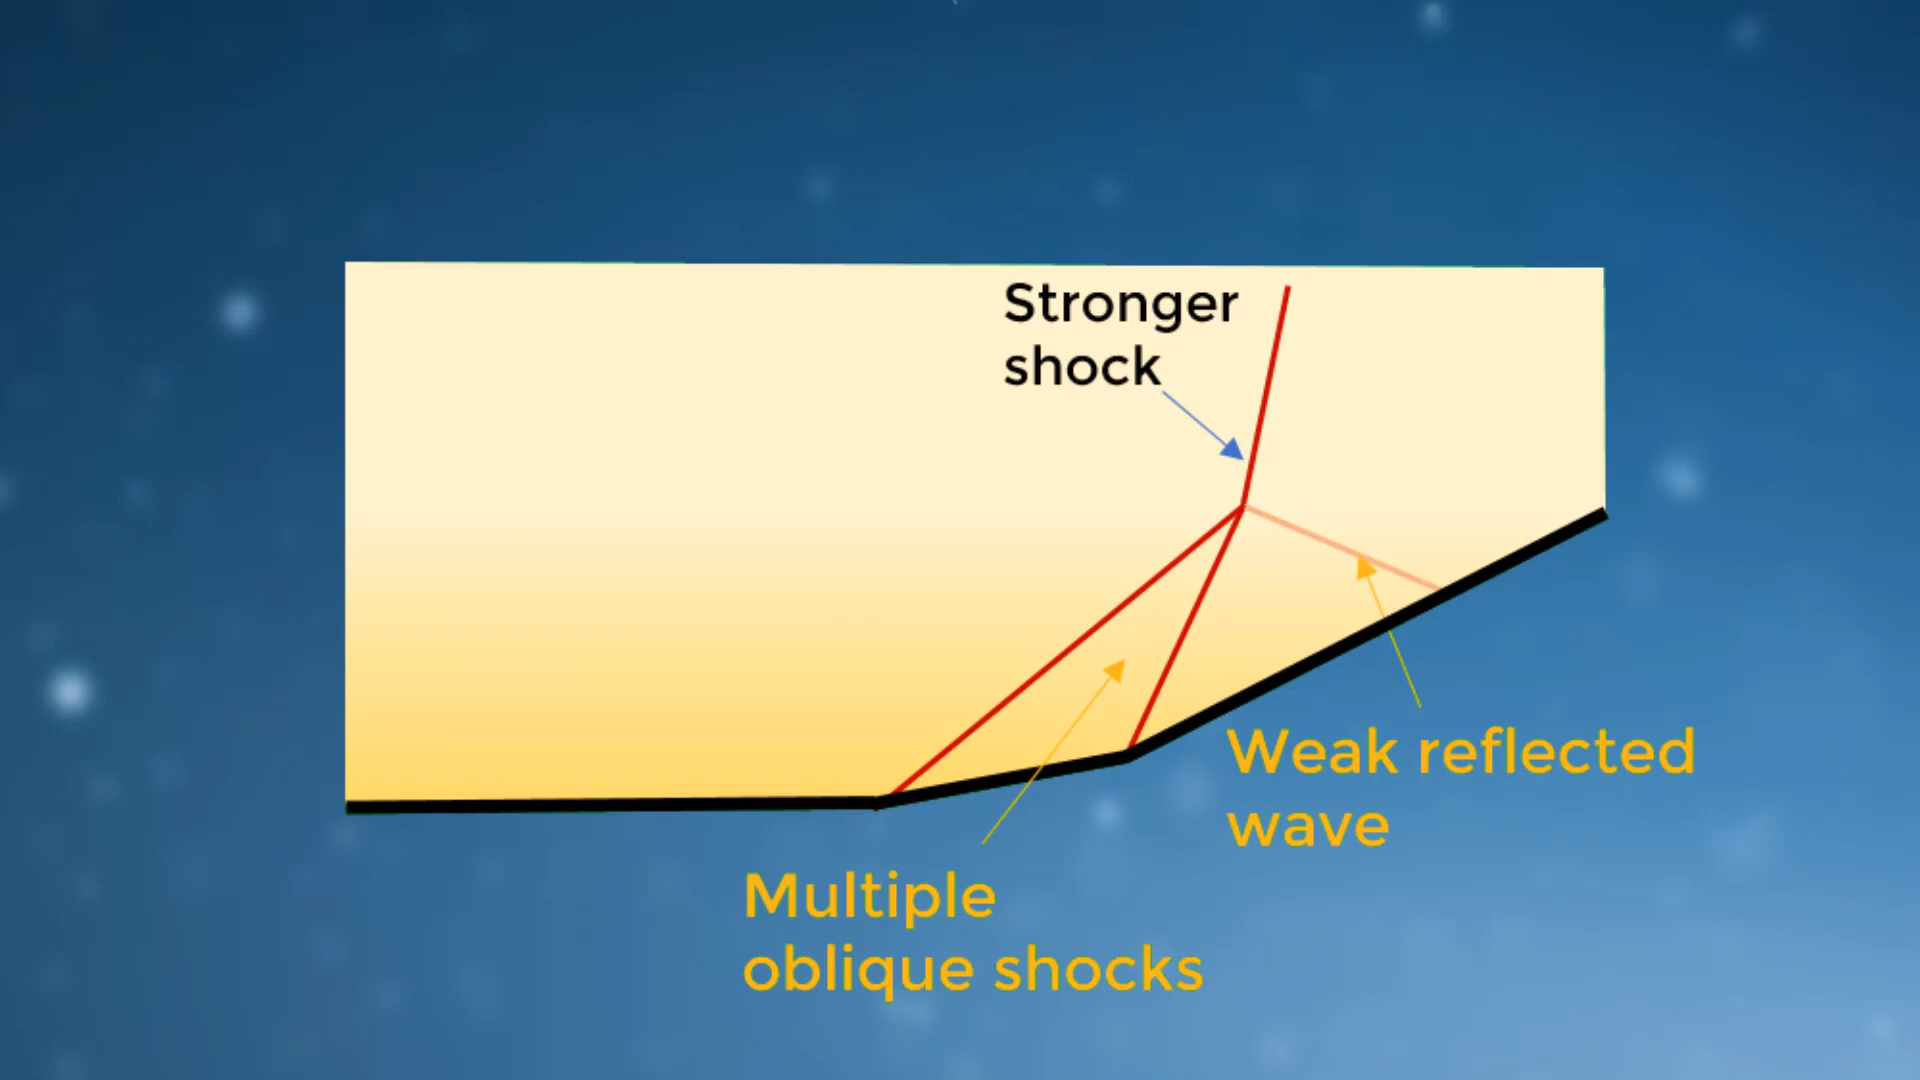 Stronger
shock
Weak reflected
wave
Multiple
oblique shocks